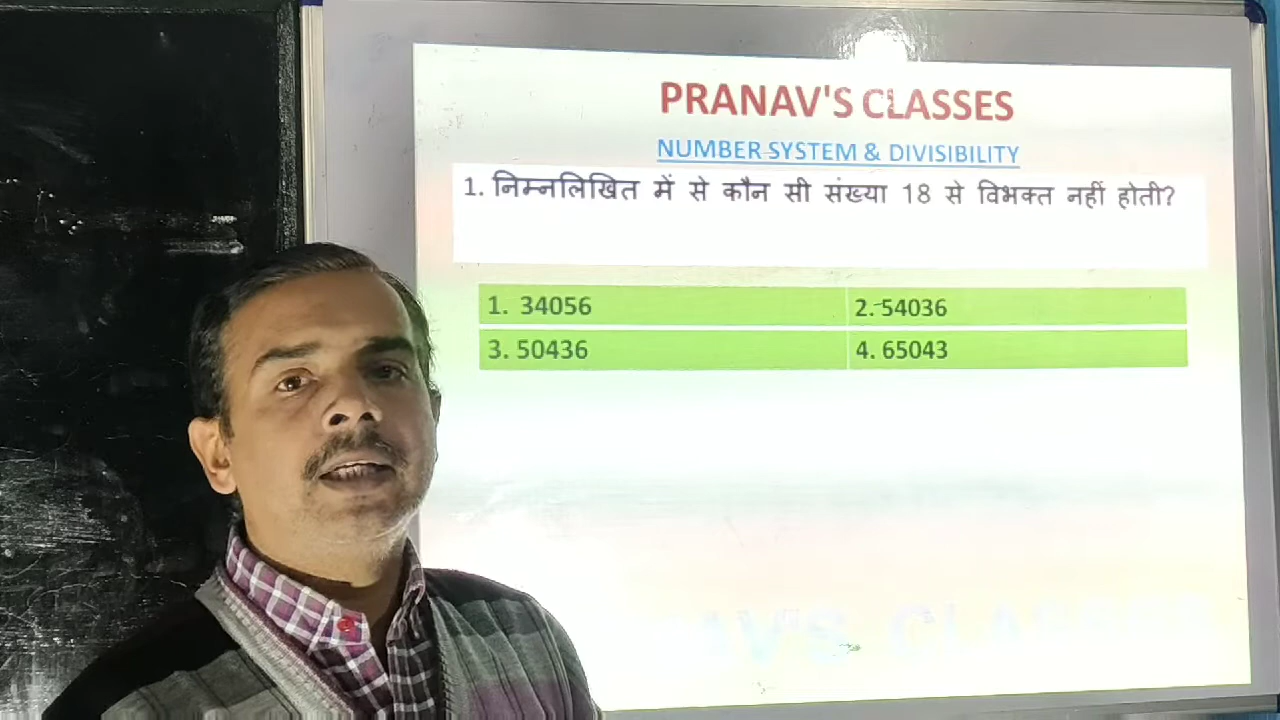 PRANAV'S CLASSES
NUMBER SYSTEM & DIVISIBILITY
1. निम्नलिखित में से कौन सी संख्या 18 से विभक्त नहीं होती?
1. 34056
2. 54036
3. 50436
4. 65043